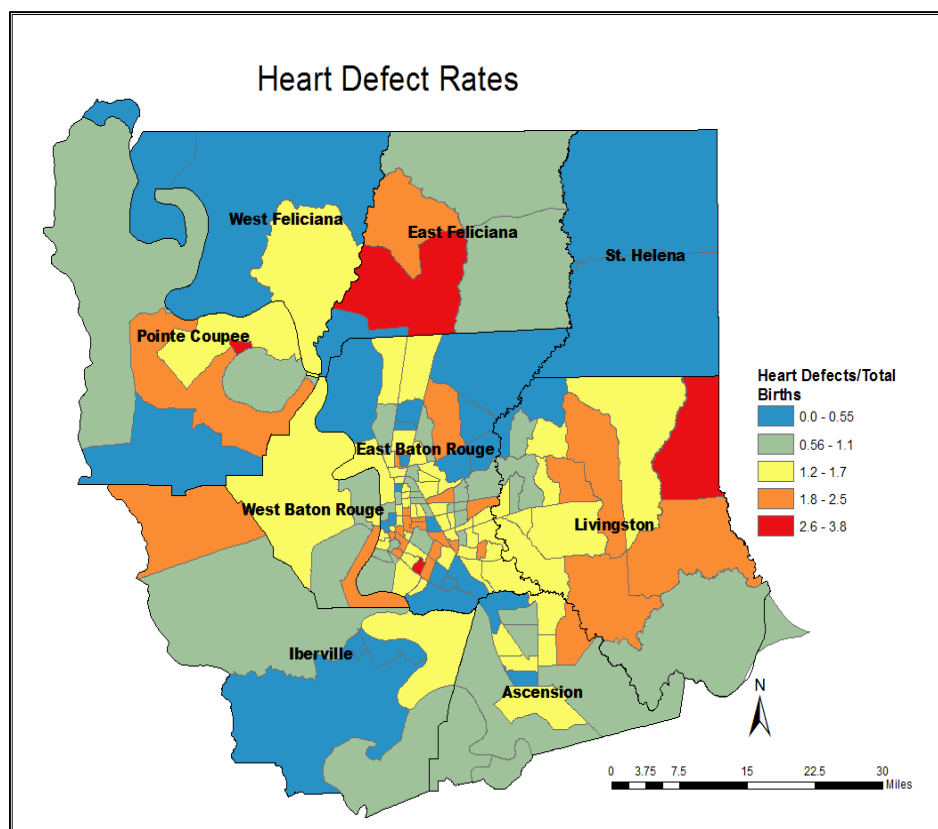 Heart Defect Rates
West Feliciana
East Feliciana
St. Helena
Pointe Coupee
East Baton Rouge
West Baton Rouge
Livingston
Iberville
Ascension
Heart Defects/Total
Births
0.0 - 0.55
0.56 - 1.1
1.2 - 1.7
1.8 - 2.5
2.6 - 3.8
N
0 3.75 7.5 15 22.5 30
Miles